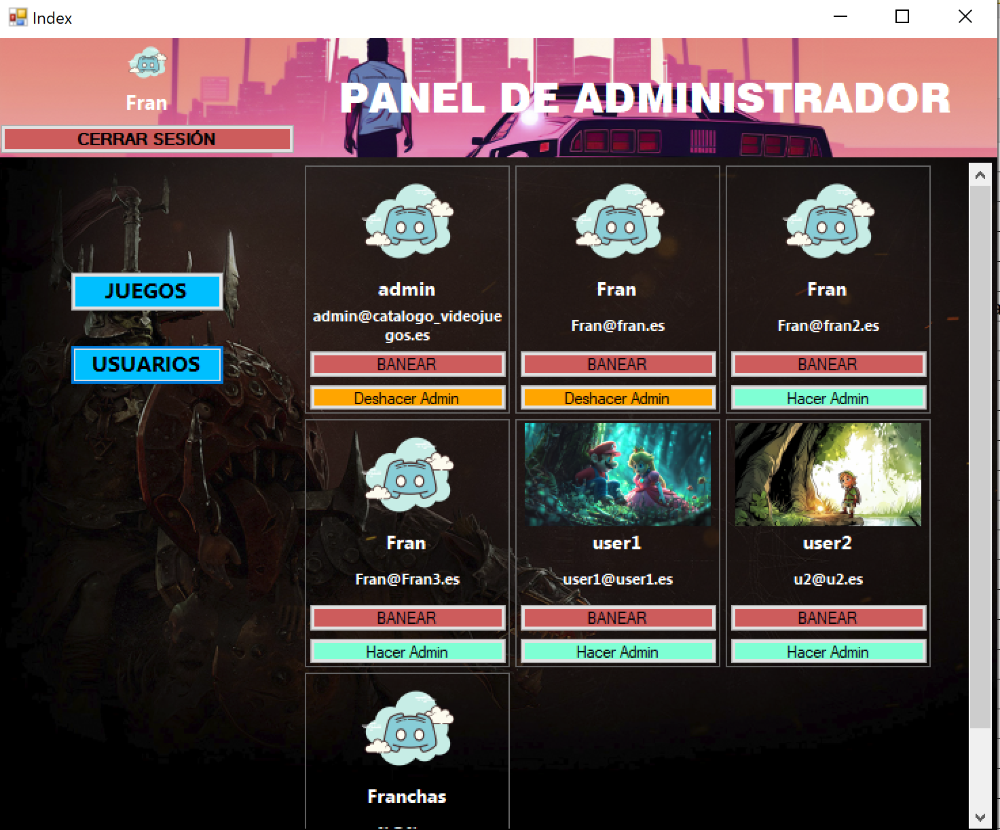 Index
Fran
PANEL DE ADMINISTRADOR
CERRAR SESIÓN
JUEGOS
USUARIOS
admin
admin@catalogo_videojue
gos.es
BANEAR
Deshacer Admin
Fran
Fran@fran.es
BANEAR
Deshacer Admin
Fran
Fran@fran2.es
BANEAR
Hacer Admin
Fran
Fran@Fran3.es
BANEAR
Hacer Admin
user1
user1@user1.es
BANEAR
Hacer Admin
user2
u2@u2.es
BANEAR
Hacer Admin
Franchas